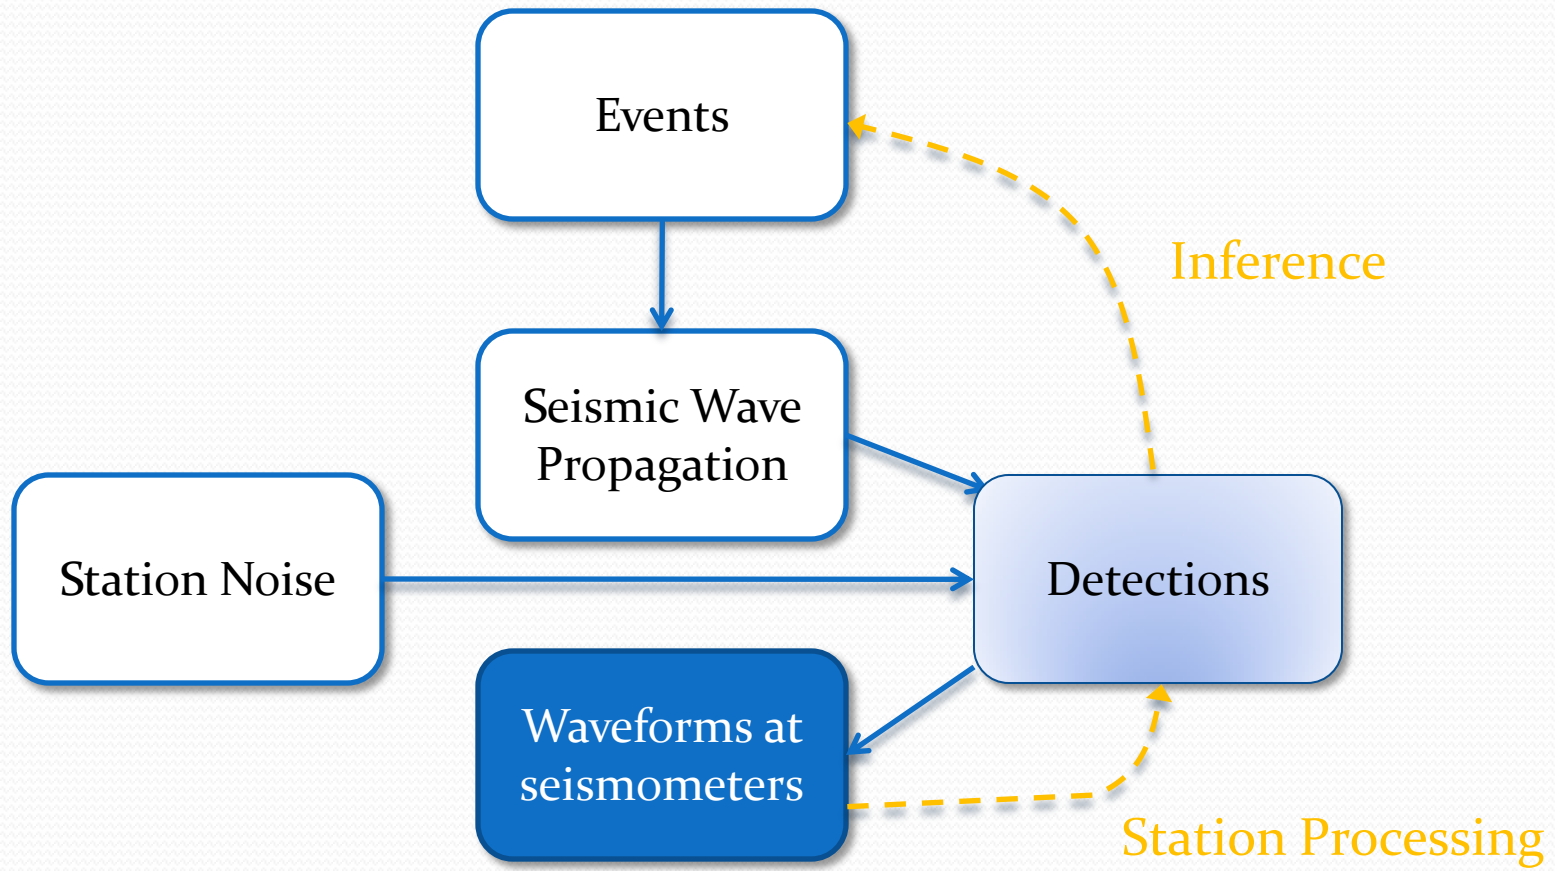 Events
Inference
Seismic Wave
Propagation
Station Noise
Detections
Waveforms at
seismometers
Station Processing